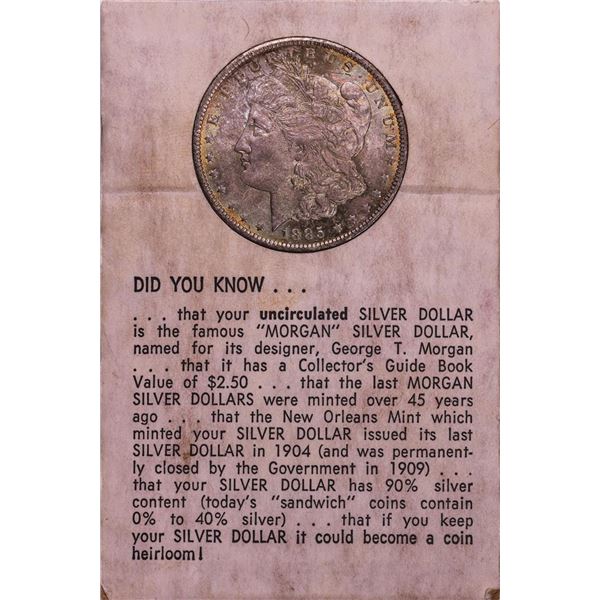 E PLURIBUS UNUM
1885
DID YOU KNOW . . .
. . . that your uncirculated SILVER DOLLAR
is the famous "MORGAN" SILVER DOLLAR,
named for its designer, George T. Morgan
. . . that it has a Collector's Guide Book
Value of $2.50 . . . that the last MORGAN
SILVER DOLLARS were minted over 45 years
ago . . . that the New Orleans Mint which
minted your SILVER DOLLAR issued its last
SILVER DOLLAR in 1904 (and was permanent-
ly closed by the Government in 1909) . . .
that your SILVER DOLLAR has 90% silver
content (today's "sandwich" coins contain
0% to 40% silver) . . . that if you keep
your SILVER DOLLAR it could become a coin
heirloom!